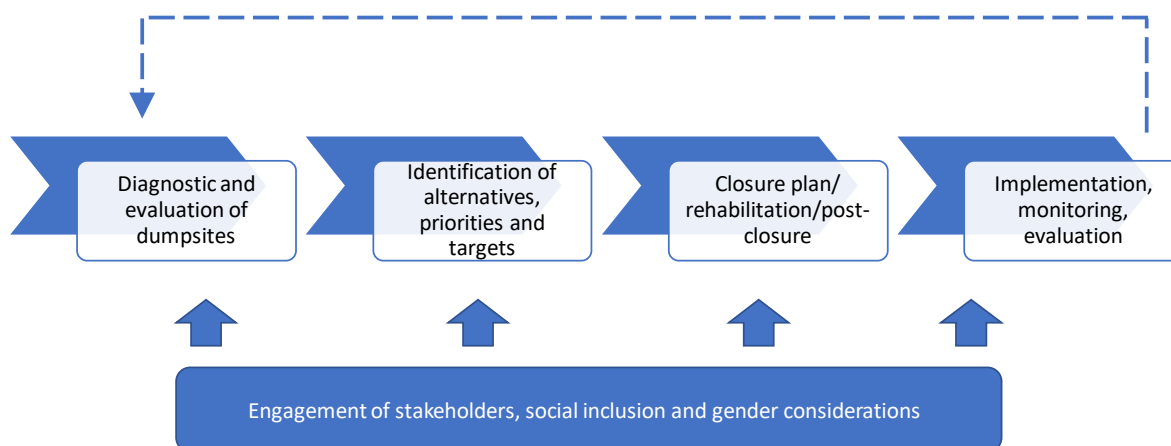 Diagnostic and
evaluation of
dumpsites
Identification of
alternatives,
priorities and
targets
Closure plan/
rehabilitation/post-
closure
Implementation,
monitoring,
evaluation
Engagement of stakeholders, social inclusion and gender considerations